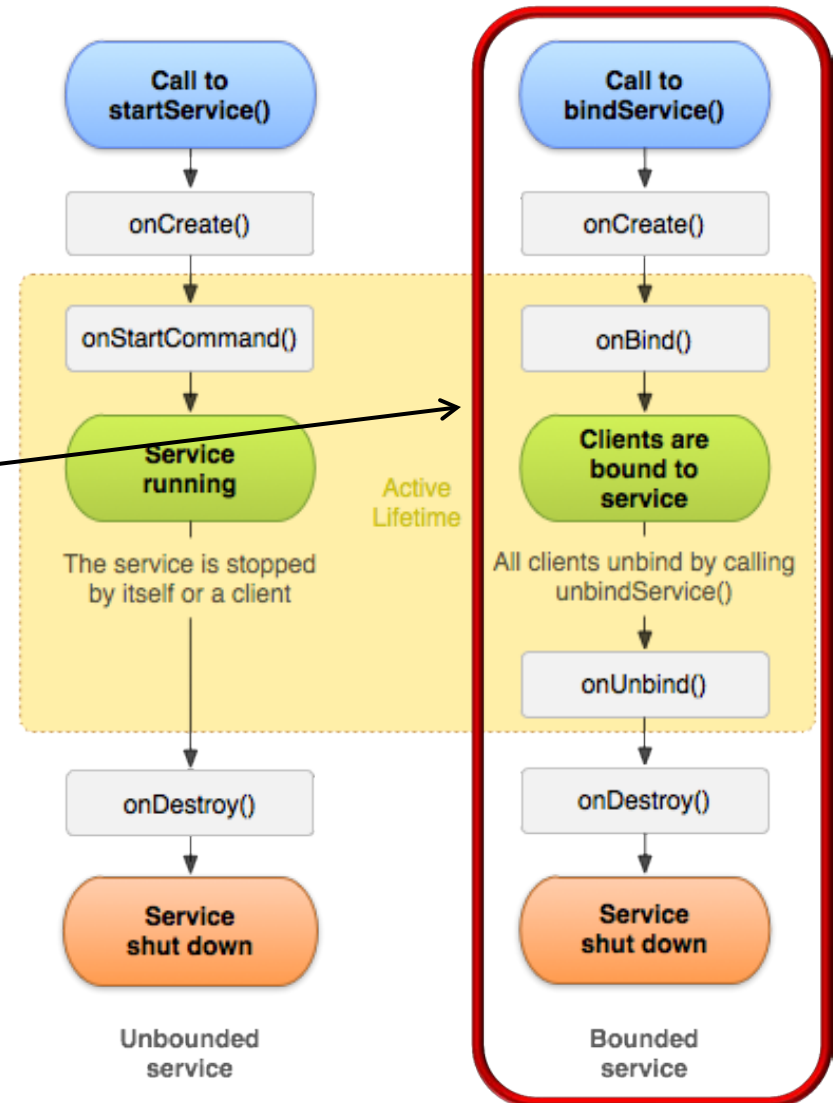 Call to
startService()
onCreate()
onStartCommand()
Service
running
The service is stopped
by itself or a client
onDestroy()
Service
shut down
Unbounded
service
Active
Lifetime
Call to
bindService()
onCreate()
onBind()
Clients are
bound to
service
All clients unbind by calling
unbindService()
onUnbind()
onDestroy()
Service
shut down
Bounded
service